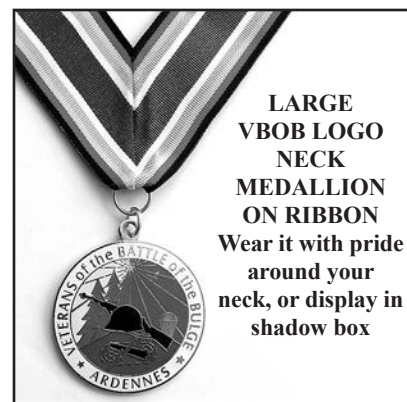 LARGE
VBOB LOGO
NECK
MEDALLION
ON RIBBON
Wear it with pride
around your
neck, or display in
shadow box
VETERANS of the BATTLE of the BULGE
ARDENNES